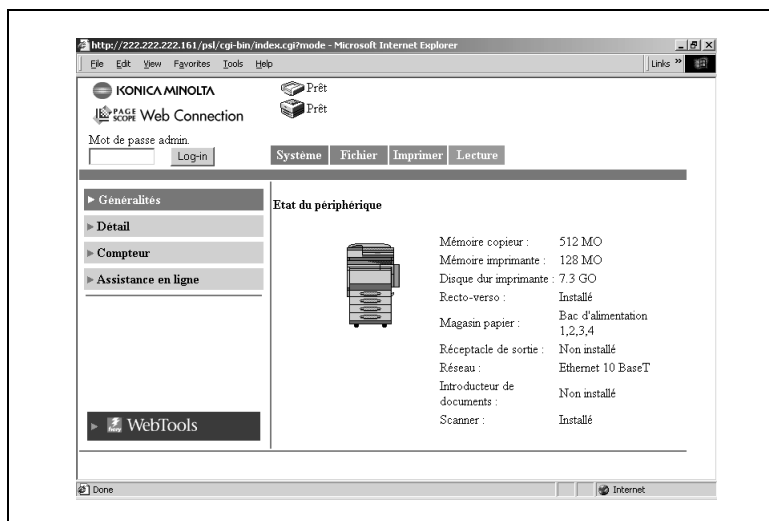 http://222.222.222.161/psl/cgi-bin/index.cgi?mode - Microsoft Internet Explorer
File Edit View Favorites Tools Help
Links »
KONICA MINOLTA
Prêt
PAGE SCOPE Web Connection
Prêt
Mot de passe admin.
Log-in
Système Fichier Imprimer Lecture
Généralités
Détail
Compteur
Assistance en ligne
fiery WebTools
Etat du périphérique
Mémoire copieur : 512 MO
Mémoire imprimante : 128 MO
Disque dur imprimante : 7.3 GO
Recto-verso : Installé
Magasin papier : Bac d'alimentation
1,2,3,4
Réceptacle de sortie : Non installé
Réseau : Ethernet 10 BaseT
Introducteur de
documents : Non installé
Scanner : Installé
Done
Internet